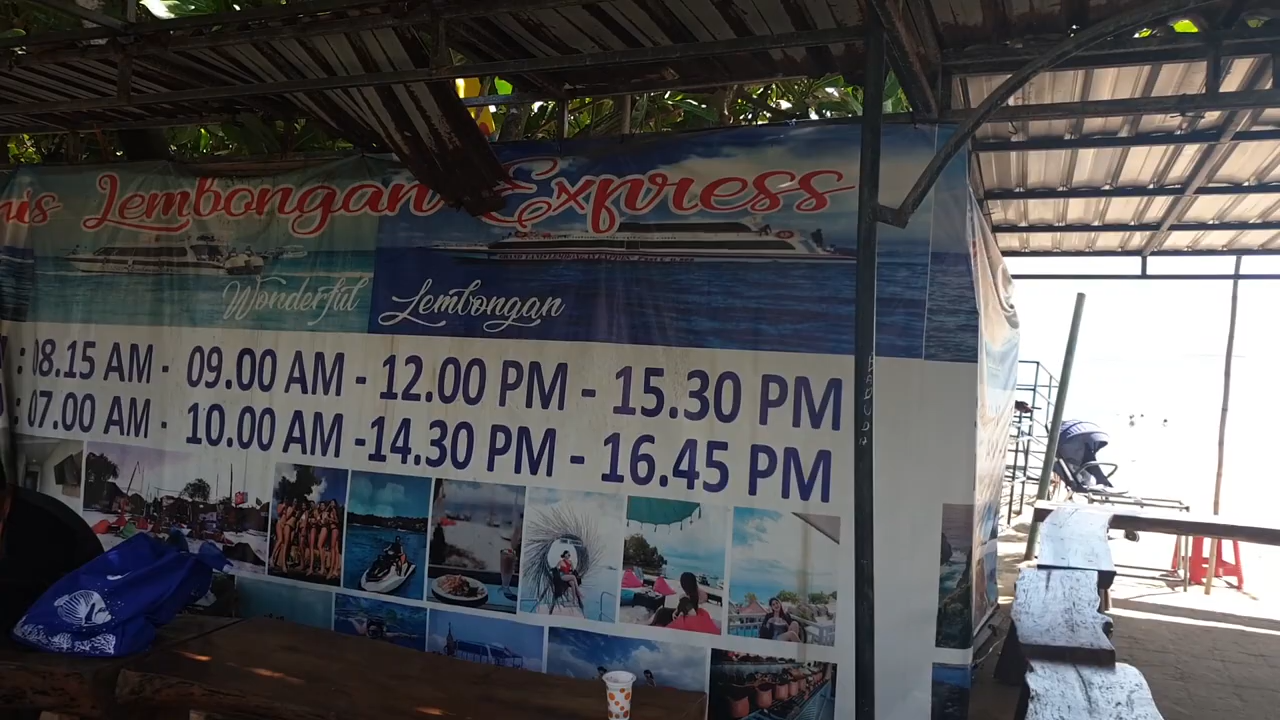 Lembongan Express
Wonderful Lembongan
: 08.15 AM - 09.00 AM - 12.00 PM - 15.30 PM
: 07.00 AM - 10.00 AM -14.30 PM - 16.45 PM